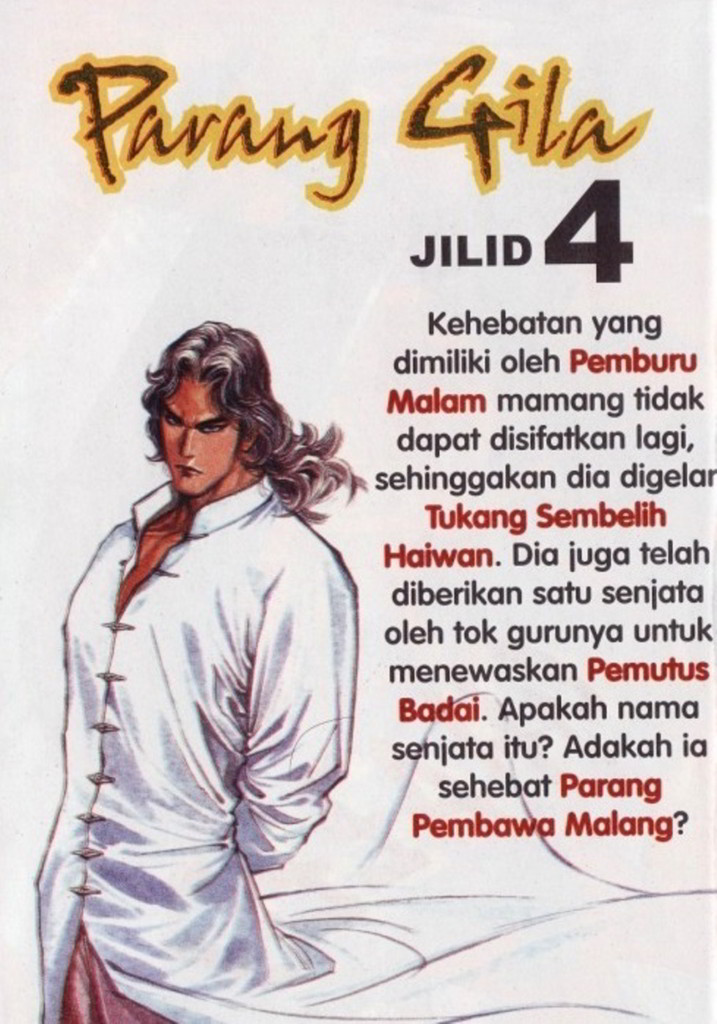 Parang Gila
JILID 4
Kehebatan yang
dimiliki oleh Pemburu
Malam mamang tidak
dapat disifatkan lagi,
sehinggakan dia digelar
Tukang Sembelih
Haiwan. Dia juga telah
diberikan satu senjata
oleh tok gurunya untuk
menewaskan Pemutus
Badai. Apakah nama
senjata itu? Adakah ia
sehebat Parang
Pembawa Malang?